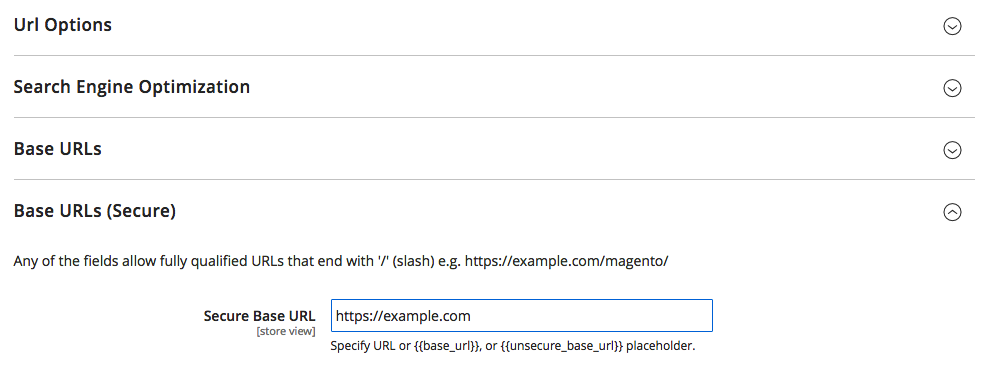 Url Options
Search Engine Optimization
Base URLs
Base URLs (Secure)
Any of the fields allow fully qualified URLs that end with '/' (slash) e.g. https://example.com/magento/
Secure Base URL https://example.com
[store view]
Specify URL or {{base_url}}, or {{unsecure_base_url}} placeholder.